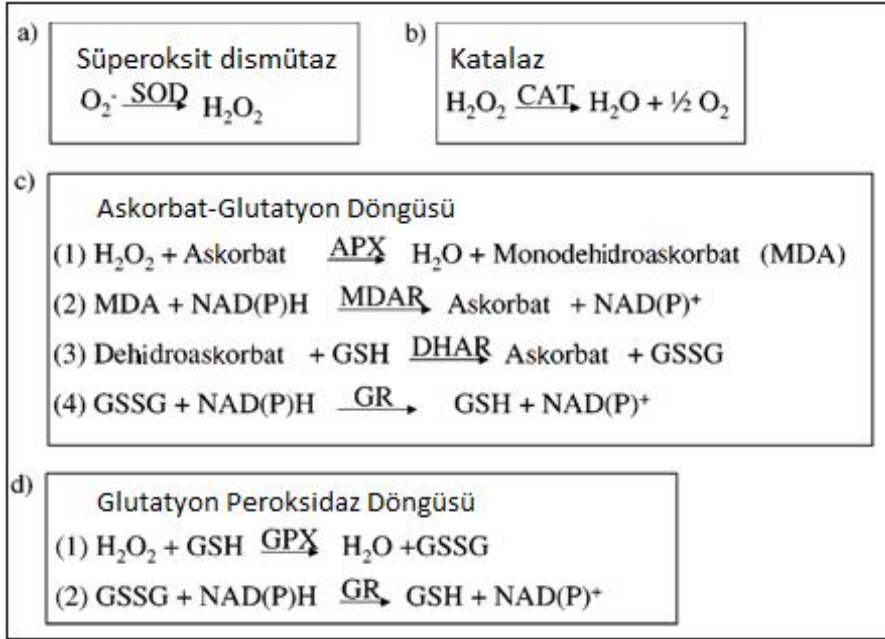 a)
Süperoksit dismütaz
O₂·⁻ SOD→ H₂O₂
b)
Katalaz
H₂O₂ CAT→ H₂O + ½ O₂
c)
Askorbat-Glutatyon Döngüsü
(1) H₂O₂ + Askorbat APX→ H₂O + Monodehidroaskorbat (MDA)
(2) MDA + NAD(P)H MDAR→ Askorbat + NAD(P)⁺
(3) Dehidroaskorbat + GSH DHAR→ Askorbat + GSSG
(4) GSSG + NAD(P)H GR→ GSH + NAD(P)⁺
d)
Glutatyon Peroksidaz Döngüsü
(1) H₂O₂ + GSH GPX→ H₂O +GSSG
(2) GSSG + NAD(P)H GR→ GSH + NAD(P)⁺